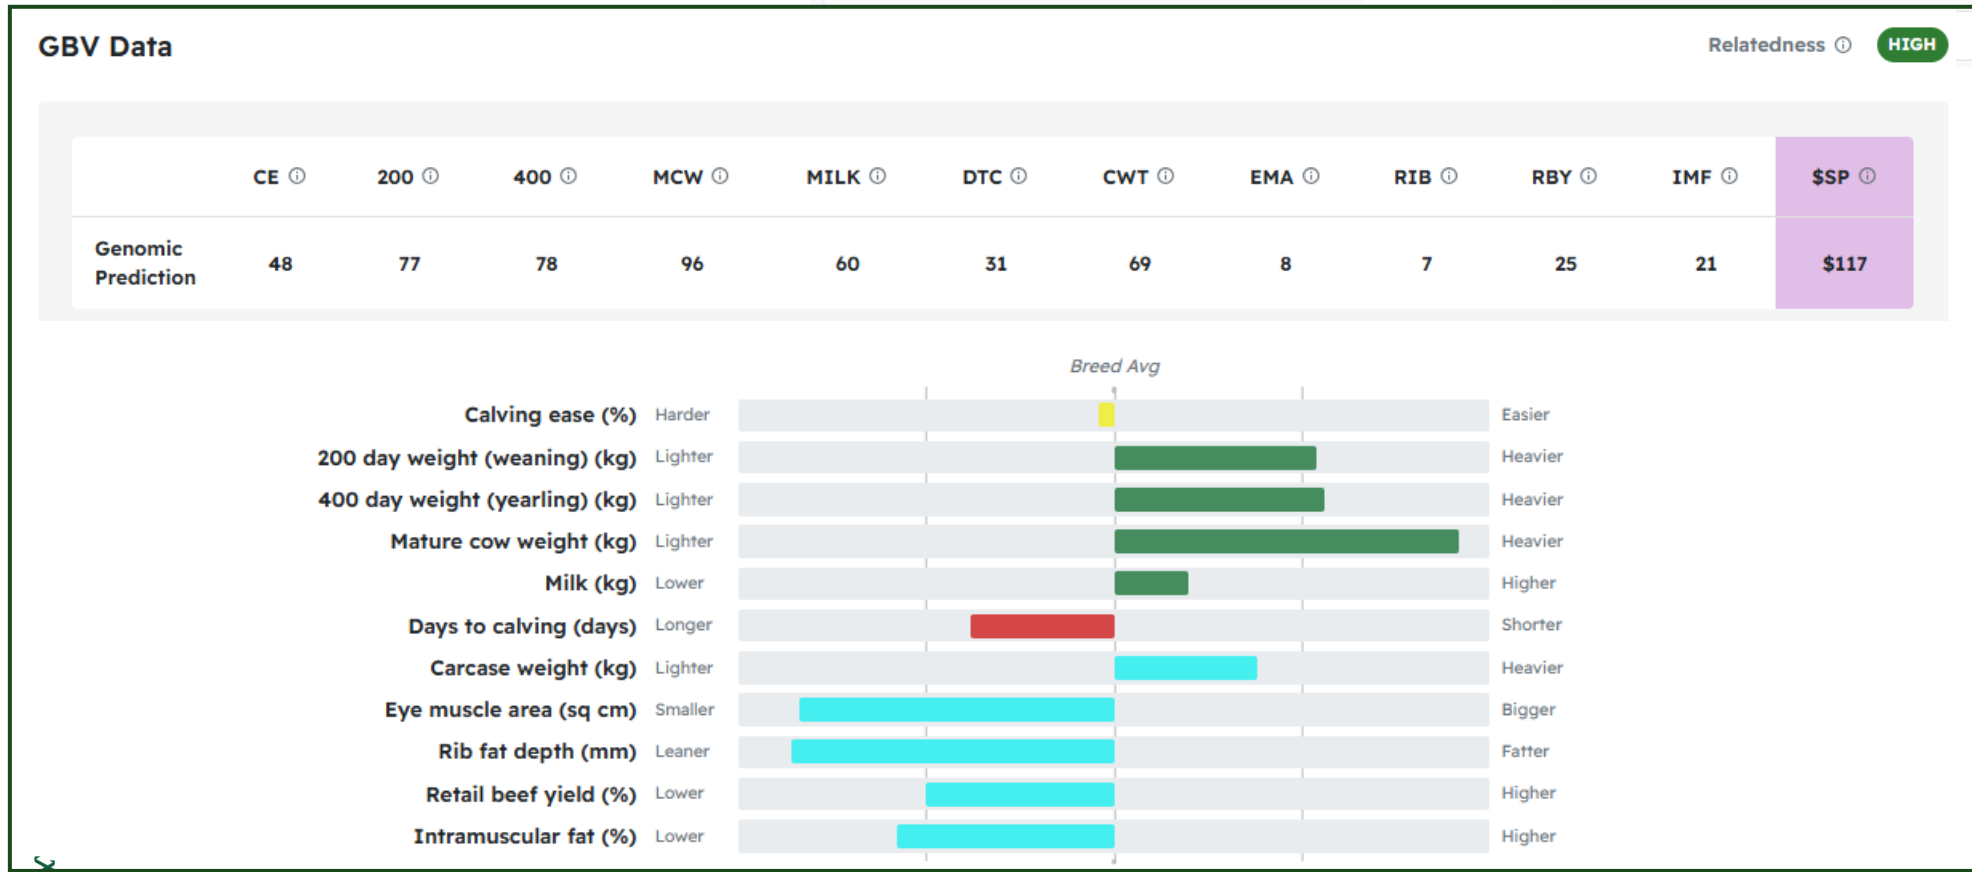 GBV Data
Relatedness ⓘ HIGH
CE ⓘ 200 ⓘ 400 ⓘ MCW ⓘ MILK ⓘ DTC ⓘ CWT ⓘ EMA ⓘ RIB ⓘ RBY ⓘ IMF ⓘ $SP ⓘ
Genomic
Prediction 48 77 78 96 60 31 69 8 7 25 21 $117
Breed Avg
Calving ease (%) Harder Easier
200 day weight (weaning) (kg) Lighter Heavier
400 day weight (yearling) (kg) Lighter Heavier
Mature cow weight (kg) Lighter Heavier
Milk (kg) Lower Higher
Days to calving (days) Longer Shorter
Carcase weight (kg) Lighter Heavier
Eye muscle area (sq cm) Smaller Bigger
Rib fat depth (mm) Leaner Fatter
Retail beef yield (%) Lower Higher
Intramuscular fat (%) Lower Higher